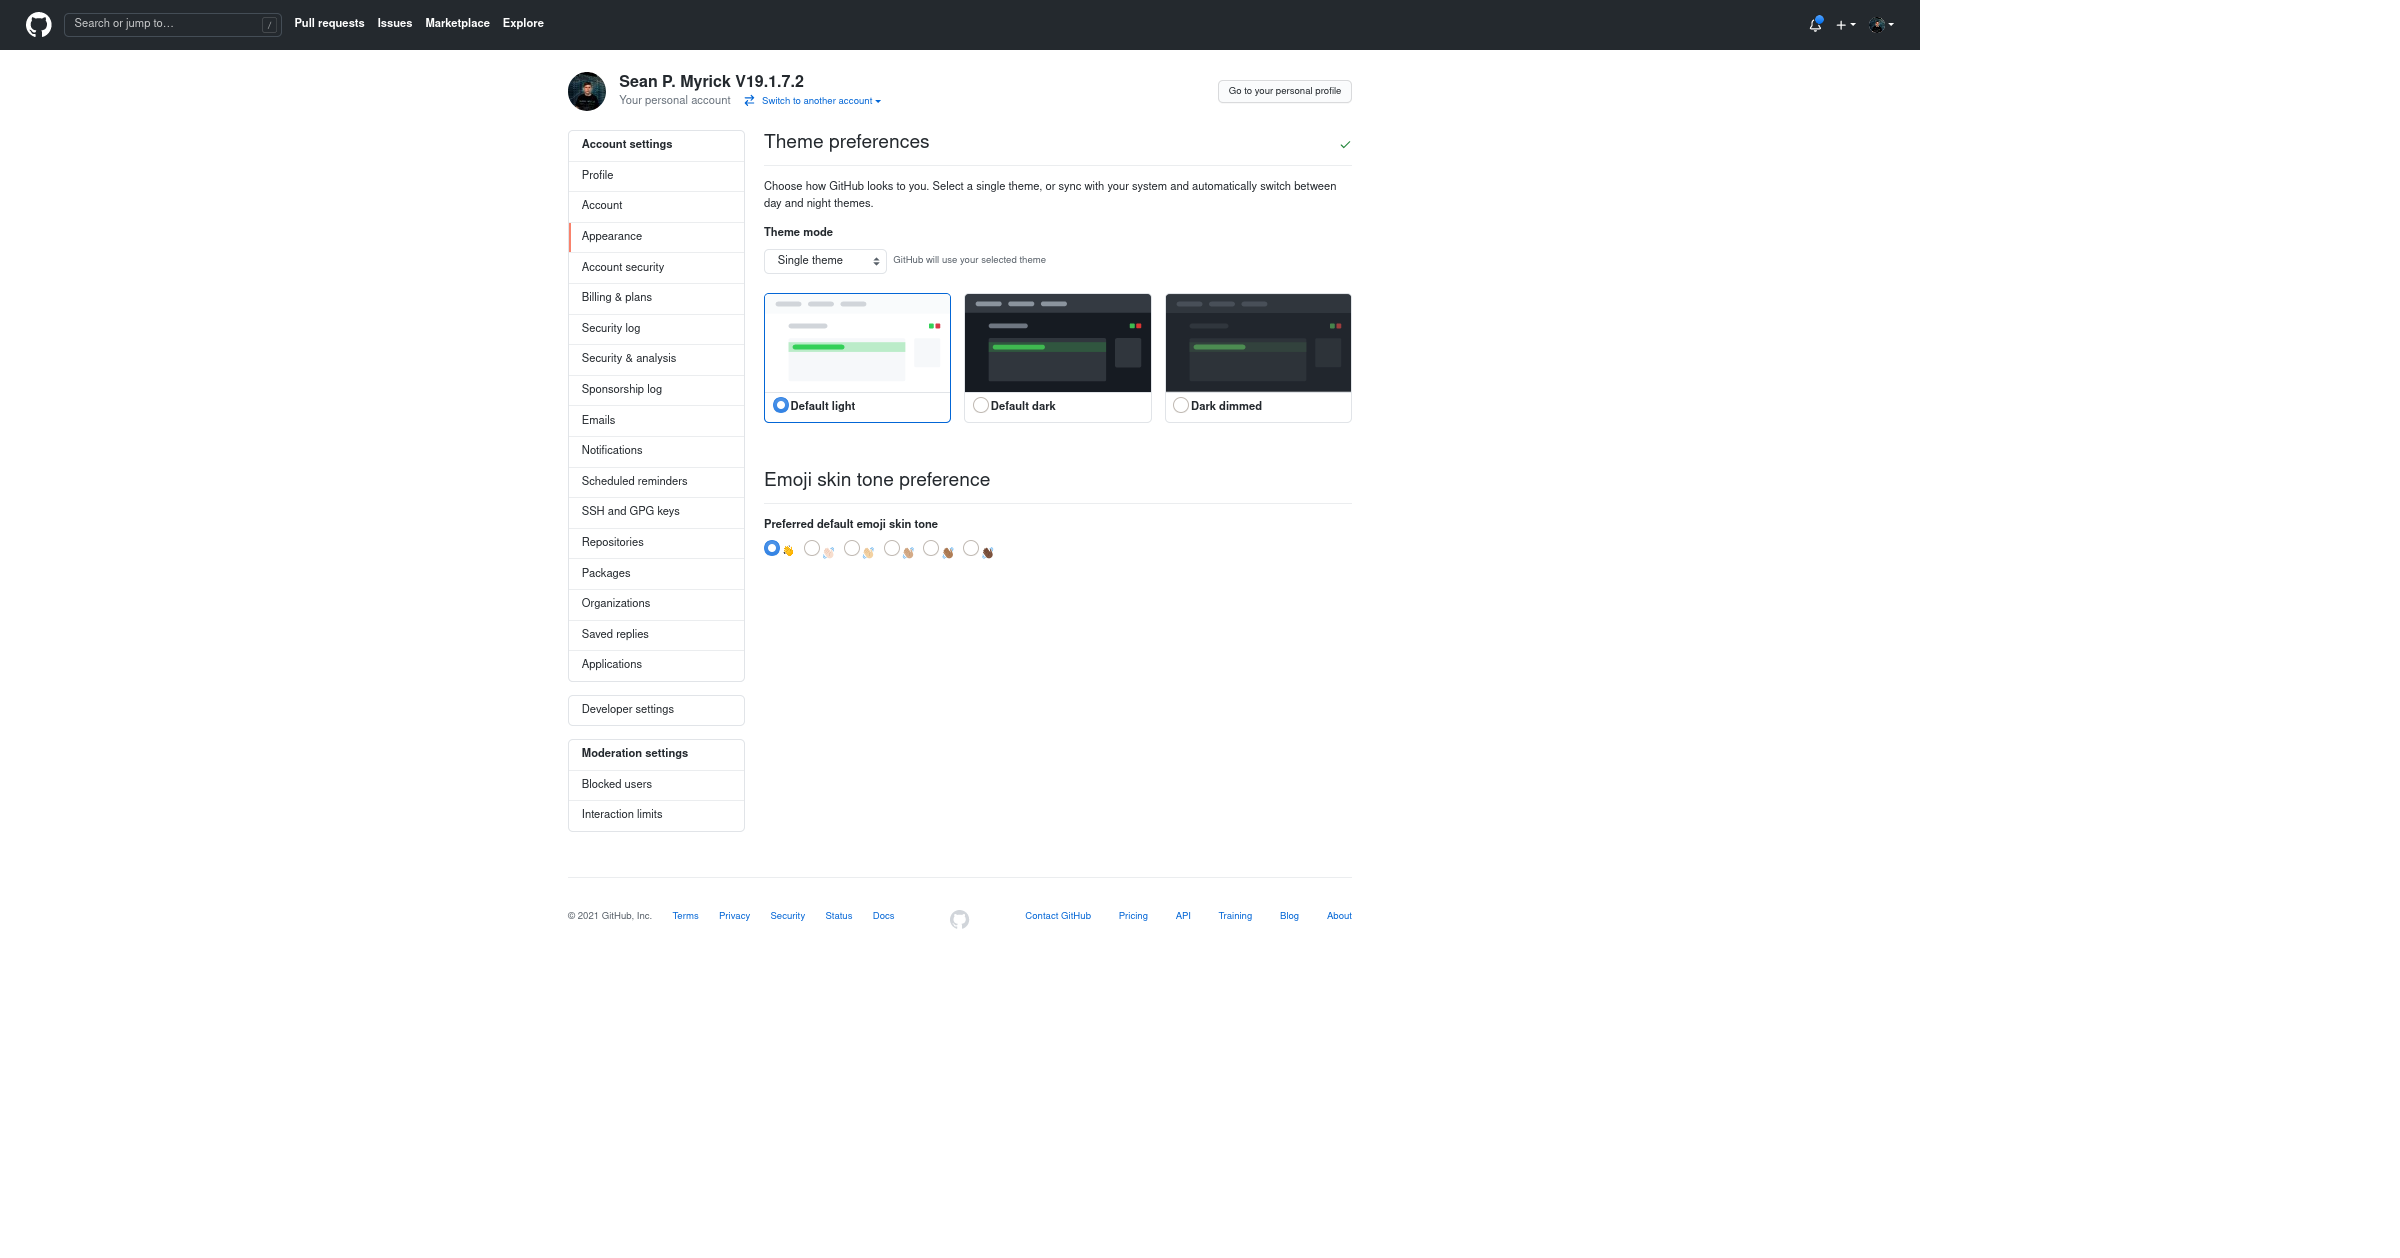 Search or jump to…
/
Pull requests
Issues
Marketplace
Explore
Sean P. Myrick V19.1.7.2
Your personal account
Switch to another account
Go to your personal profile
Account settings
Profile
Account
Appearance
Account security
Billing & plans
Security log
Security & analysis
Sponsorship log
Emails
Notifications
Scheduled reminders
SSH and GPG keys
Repositories
Packages
Organizations
Saved replies
Applications
Developer settings
Moderation settings
Blocked users
Interaction limits
Theme preferences
Choose how GitHub looks to you. Select a single theme, or sync with your system and automatically switch between
day and night themes.
Theme mode
Single theme
GitHub will use your selected theme
Default light
Default dark
Dark dimmed
Emoji skin tone preference
Preferred default emoji skin tone
© 2021 GitHub, Inc.
Terms
Privacy
Security
Status
Docs
Contact GitHub
Pricing
API
Training
Blog
About